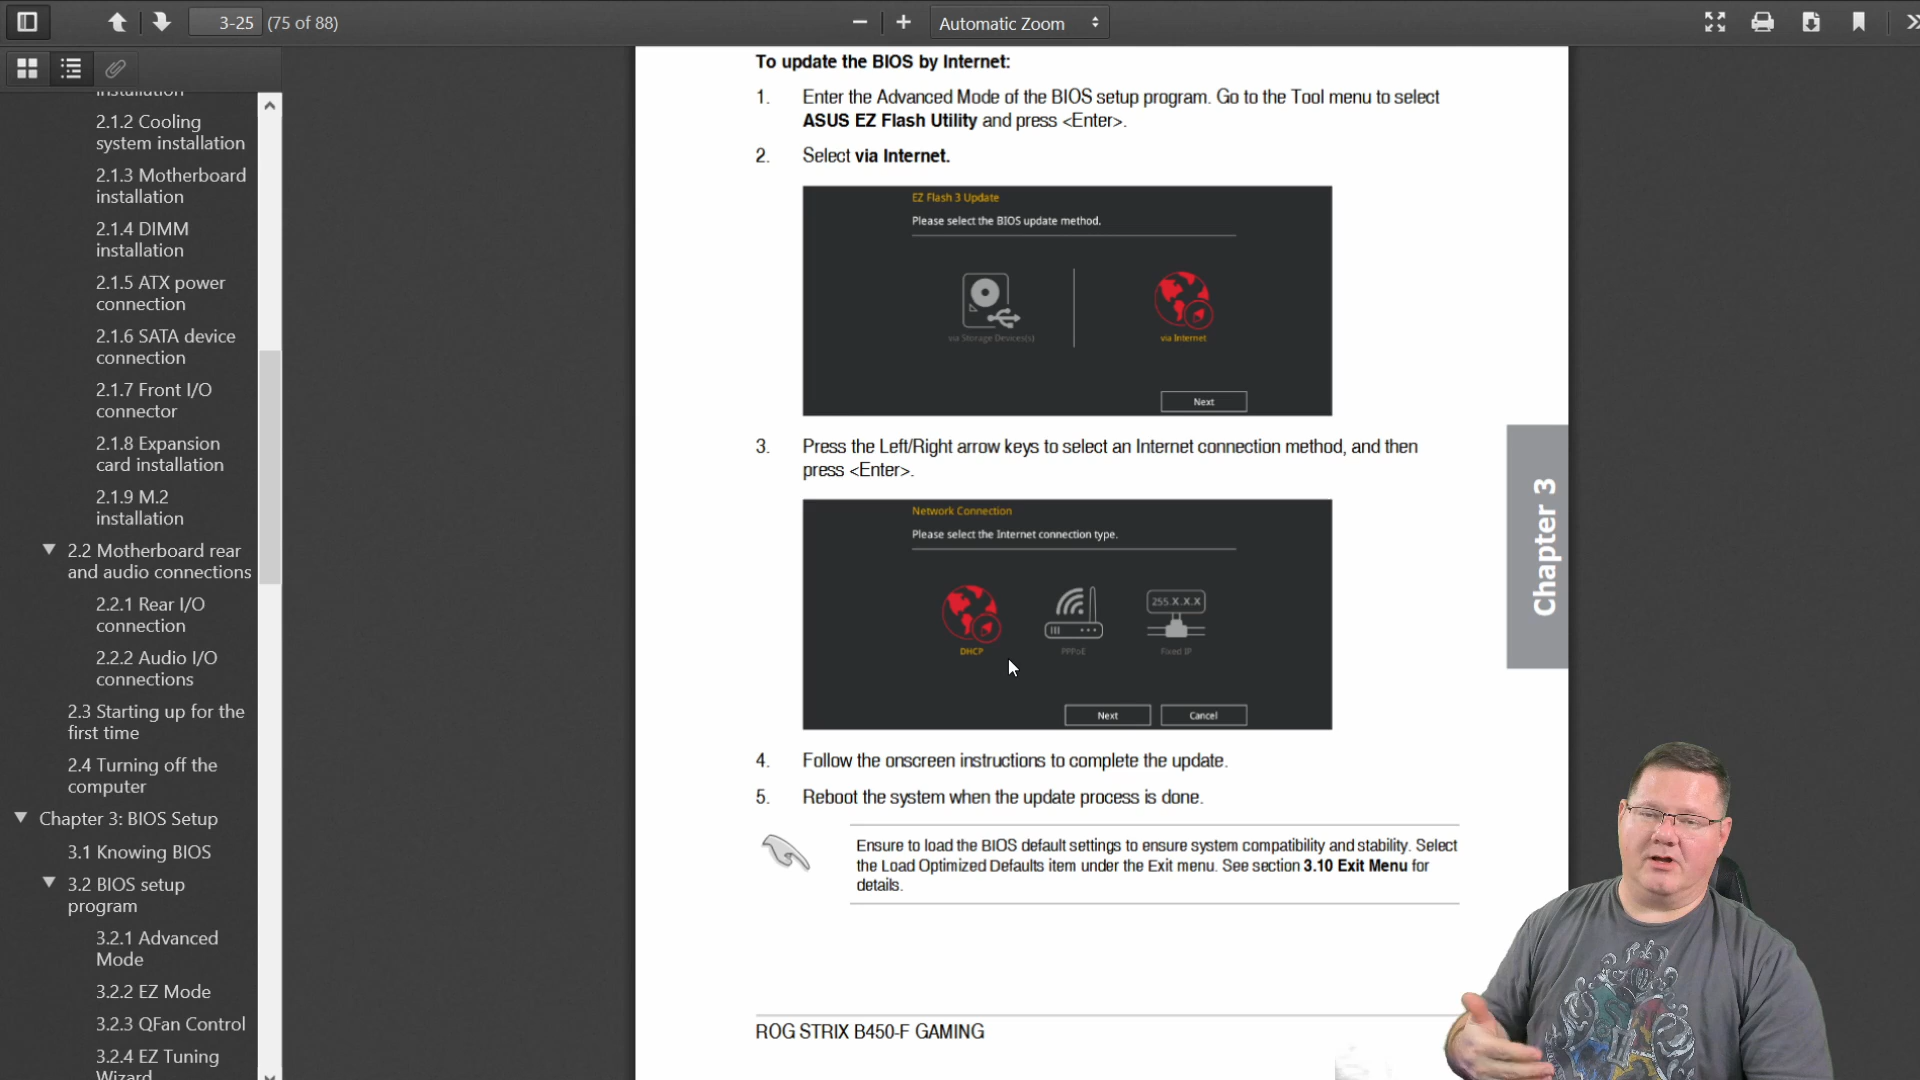 3-25 (75 of 88)
Automatic Zoom
installation
2.1.2 Cooling
system installation
2.1.3 Motherboard
installation
2.1.4 DIMM
installation
2.1.5 ATX power
connection
2.1.6 SATA device
connection
2.1.7 Front I/O
connector
2.1.8 Expansion
card installation
2.1.9 M.2
installation
2.2 Motherboard rear
and audio connections
2.2.1 Rear I/O
connection
2.2.2 Audio I/O
connections
2.3 Starting up for the
first time
2.4 Turning off the
computer
Chapter 3: BIOS Setup
3.1 Knowing BIOS
3.2 BIOS setup
program
3.2.1 Advanced
Mode
3.2.2 EZ Mode
3.2.3 QFan Control
3.2.4 EZ Tuning
Wizard
To update the BIOS by Internet:
1. Enter the Advanced Mode of the BIOS setup program. Go to the Tool menu to select
ASUS EZ Flash Utility and press <Enter>.
2. Select via Internet.
EZ Flash 3 Update
Please select the BIOS update method.
via Storage Devices(s)
via Internet
Next
3. Press the Left/Right arrow keys to select an Internet connection method, and then
press <Enter>.
Network Connection
Please select the Internet connection type.
255.X.X.X
DHCP
PPPoE
Fixed IP
Next
Cancel
4. Follow the onscreen instructions to complete the update.
5. Reboot the system when the update process is done.
Ensure to load the BIOS default settings to ensure system compatibility and stability. Select
the Load Optimized Defaults item under the Exit menu. See section 3.10 Exit Menu for
details.
Chapter 3
ROG STRIX B450-F GAMING